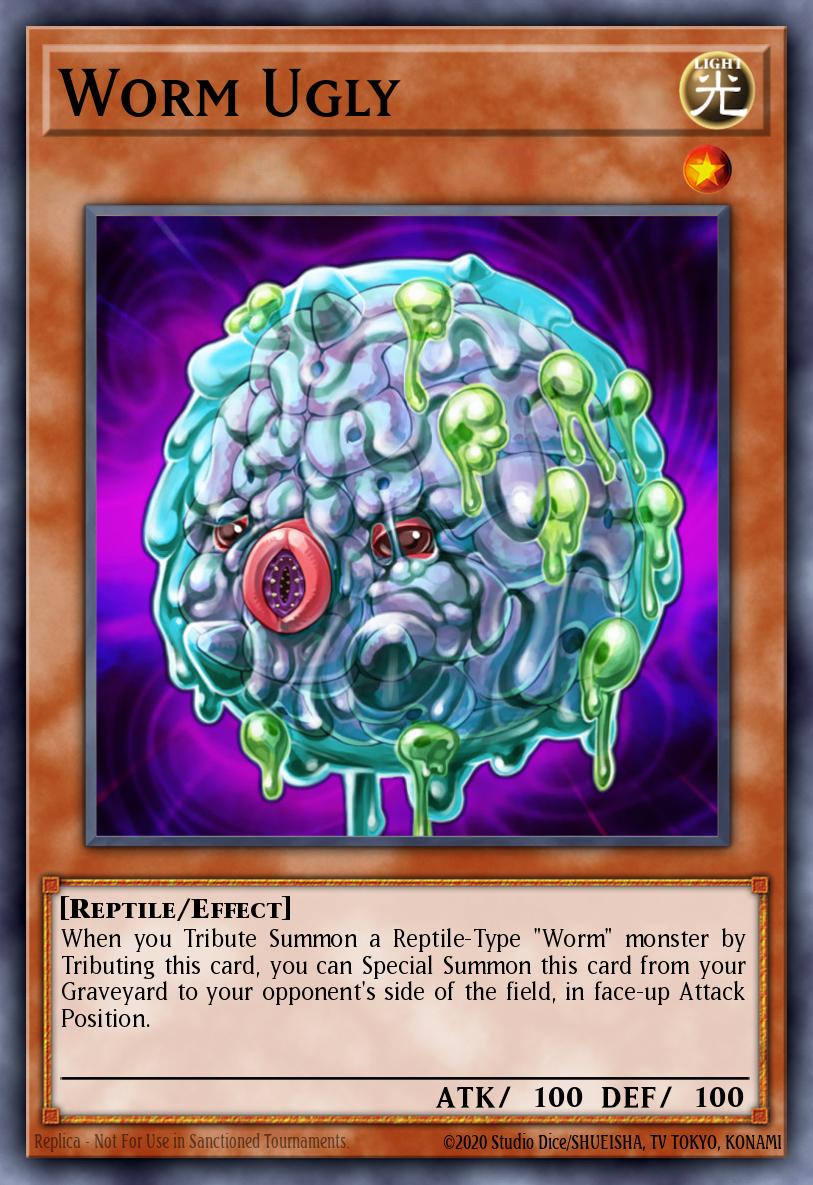 Worm Ugly
LIGHT
光
[Reptile/Effect]
When you Tribute Summon a Reptile-Type "Worm" monster by
Tributing this card, you can Special Summon this card from your
Graveyard to your opponent's side of the field, in face-up Attack
Position.
ATK/ 100 DEF/ 100
Replica - Not For Use in Sanctioned Tournaments.
©2020 Studio Dice/SHUEISHA, TV TOKYO, KONAMI